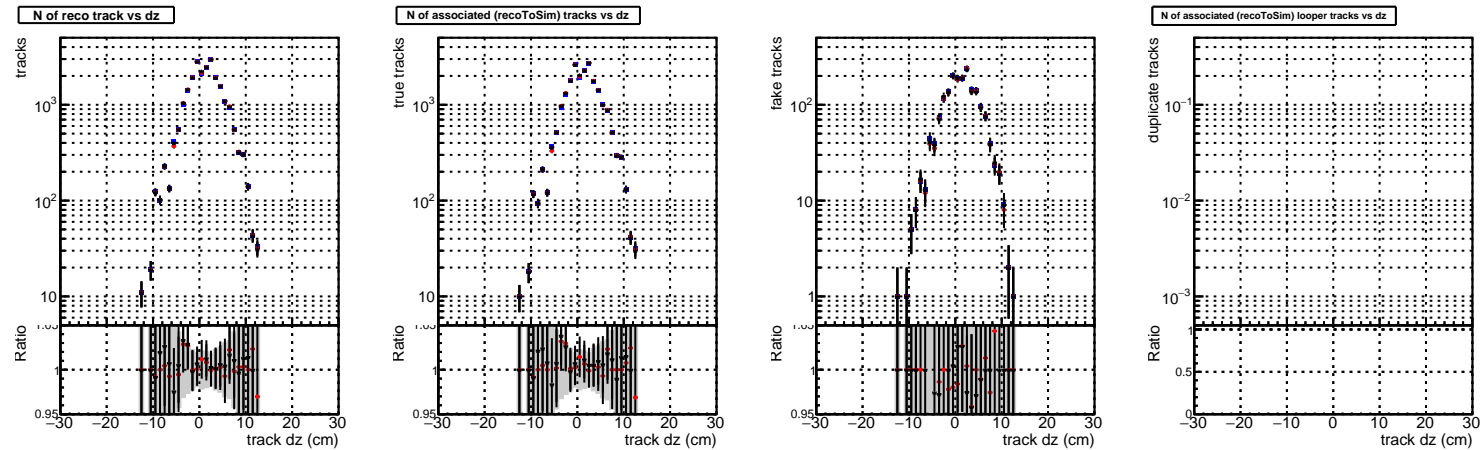 N of reco track vs dz
tracks
10³
10²
10
Ratio
1
0.95
−30 −20 −10 0 10 20 30
track dz (cm)
N of associated (recoToSim) tracks vs dz
true tracks
10³
10²
10
Ratio
1
0.95
−30 −20 −10 0 10 20 30
track dz (cm)
fake tracks
10²
10
1
Ratio
1
0.95
−30 −20 −10 0 10 20 30
track dz (cm)
N of associated (recoToSim) looper tracks vs dz
duplicate tracks
10⁻¹
10⁻²
10⁻³
Ratio
1
0.5
0
−30 −20 −10 0 10 20 30
track dz (cm)